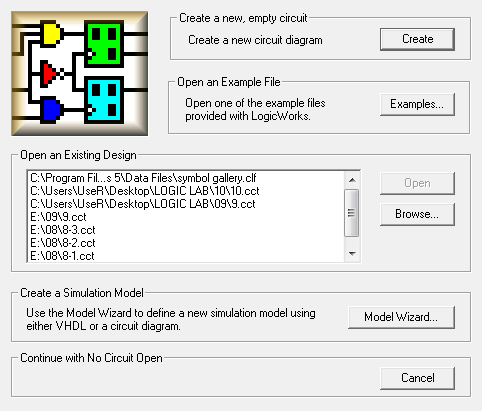 Create a new, empty circuit
Create a new circuit diagram
Create
Open an Example File
Open one of the example files
provided with LogicWorks.
Examples...
Open an Existing Design
C:\Program Fil...s 5\Data Files\symbol gallery.clf
C:\Users\UseR\Desktop\LOGIC LAB\10\10.cct
C:\Users\UseR\Desktop\LOGIC LAB\09\9.cct
E:\09\9.cct
E:\08\8-3.cct
E:\08\8-2.cct
E:\08\8-1.cct
Open
Browse...
Create a Simulation Model
Use the Model Wizard to define a new simulation model using
either VHDL or a circuit diagram.
Model Wizard...
Continue with No Circuit Open
Cancel